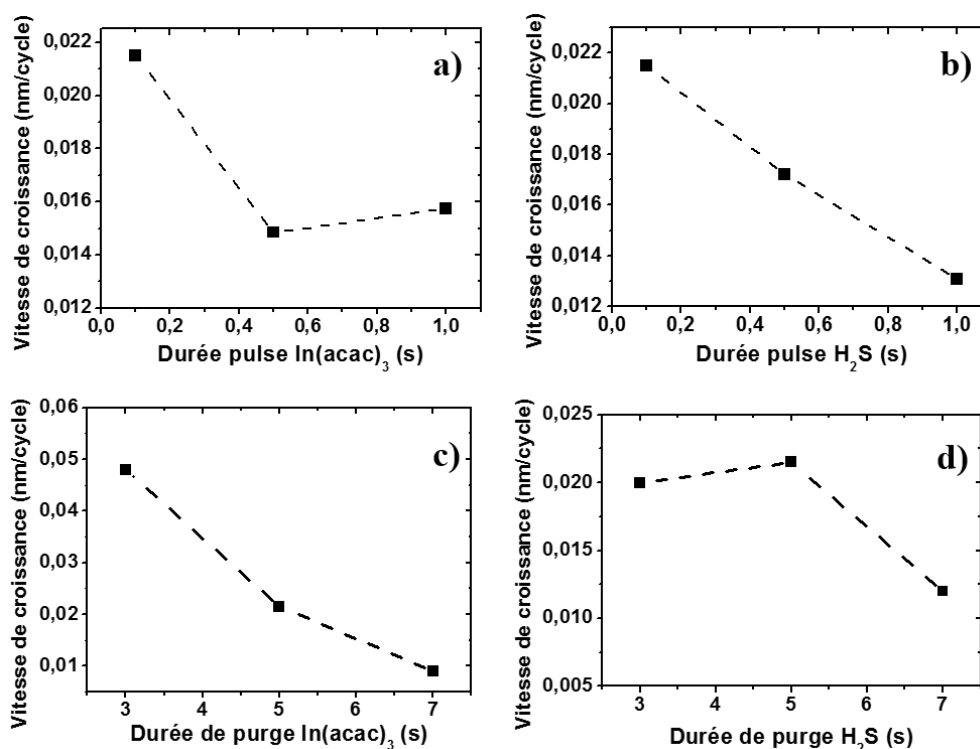 a)
Vitesse de croissance (nm/cycle)
0,022
0,020
0,018
0,016
0,014
0,012
0,0 0,2 0,4 0,6 0,8 1,0
Durée pulse In(acac)3 (s)
b)
Vitesse de croissance (nm/cycle)
0,022
0,020
0,018
0,016
0,014
0,012
0,0 0,2 0,4 0,6 0,8 1,0
Durée pulse H2S (s)
c)
Vitesse de croissance (nm/cycle)
0,06
0,05
0,04
0,03
0,02
0,01
3 4 5 6 7
Durée de purge In(acac)3 (s)
d)
Vitesse de croissance (nm/cycle)
0,025
0,020
0,015
0,010
0,005
3 4 5 6 7
Durée de purge H2S (s)